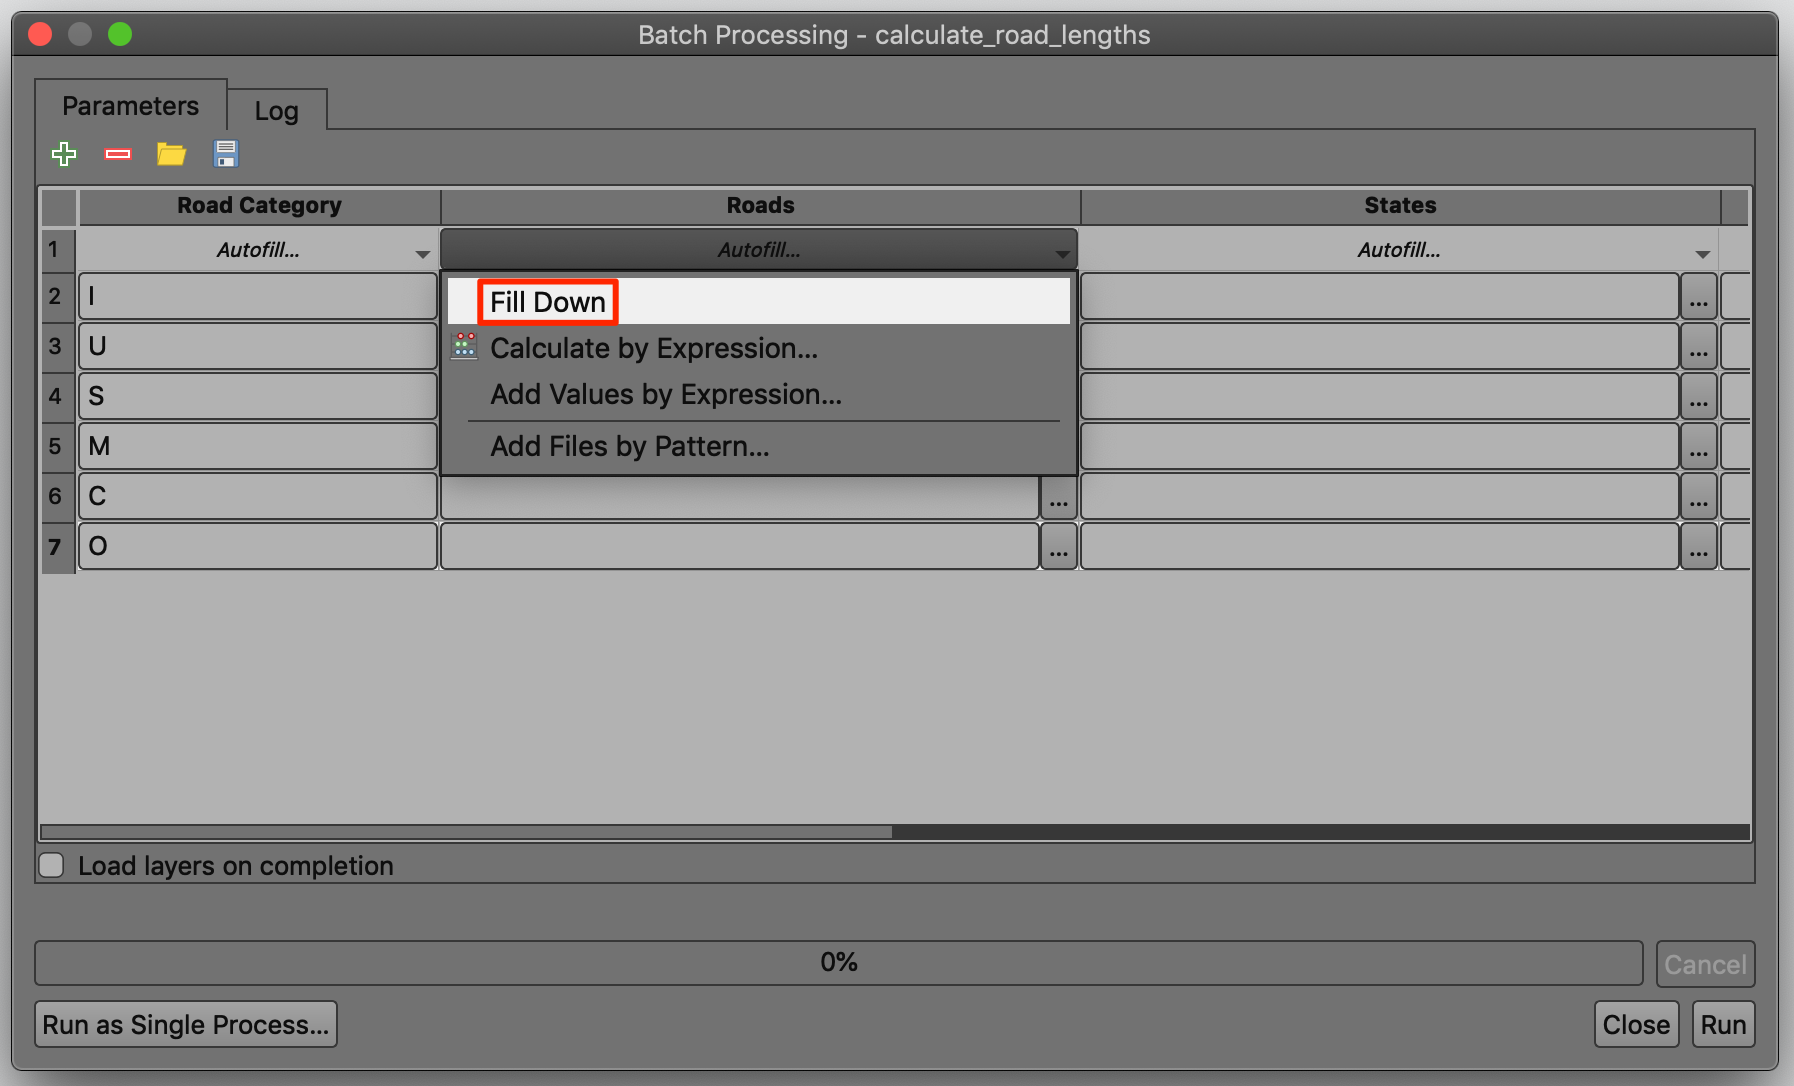 Batch Processing - calculate_road_lengths
Parameters Log
Road Category Roads States
1 Autofill... Autofill... Autofill...
2 I Fill Down ...
3 U Calculate by Expression... ...
4 S Add Values by Expression... ...
5 M Add Files by Pattern... ...
6 C ... ...
7 O ... ...
Load layers on completion
0% Cancel
Run as Single Process... Close Run